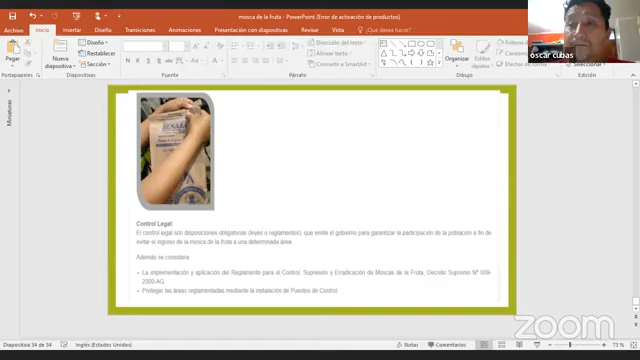 mosca de la fruta - PowerPoint (Error de activación de productos)
Archivo Inicio Insertar Diseño Transiciones Animaciones Presentación con diapositivas Revisar Vista ¿Qué desea hacer?
Pegar
Nueva diapositiva
Diseño
Restablecer
Sección
Dirección del texto
Alinear texto
Convertir a SmartArt
Organizar
Estilos rápidos
Efectos de forma
Seleccionar
oscar cubas
Portapapeles Diapositivas Fuente Párrafo Dibujo Edición
Miniaturas
SENASA
Control Legal:
El control legal son disposiciones obligatorias (leyes o reglamentos), que emite el gobierno para garantizar la participación de la población a fin de
evitar el ingreso de la mosca de la fruta a una determinada área.
Además se considera
La implementación y aplicación del Reglamento para el Control, Supresión y Erradicación de Moscas de la Fruta, Decreto Supremo Nº 009-
2000-AG.
Proteger las áreas reglamentadas mediante la instalación de Puestos de Control.
zoom
Diapositiva 34 de 34 Inglés (Estados Unidos) Notas Comentarios 73 %